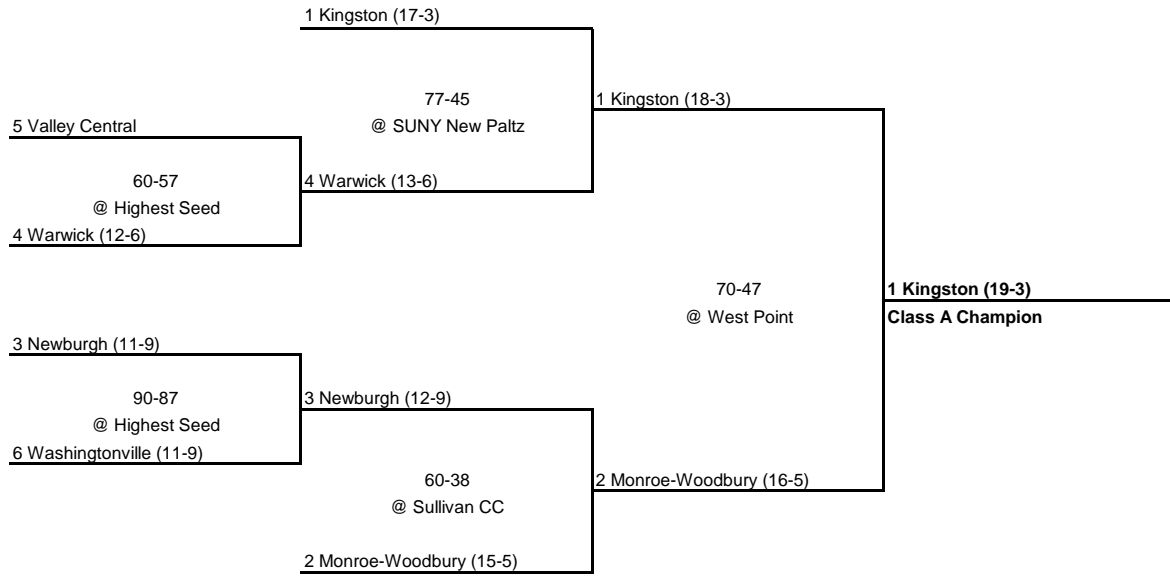 1 Kingston (17-3)
77-45
@ SUNY New Paltz
1 Kingston (18-3)
5 Valley Central
60-57
@ Highest Seed
4 Warwick (13-6)
4 Warwick (12-6)
70-47
@ West Point
1 Kingston (19-3)
Class A Champion
3 Newburgh (11-9)
90-87
@ Highest Seed
3 Newburgh (12-9)
6 Washingtonville (11-9)
60-38
@ Sullivan CC
2 Monroe-Woodbury (16-5)
2 Monroe-Woodbury (15-5)